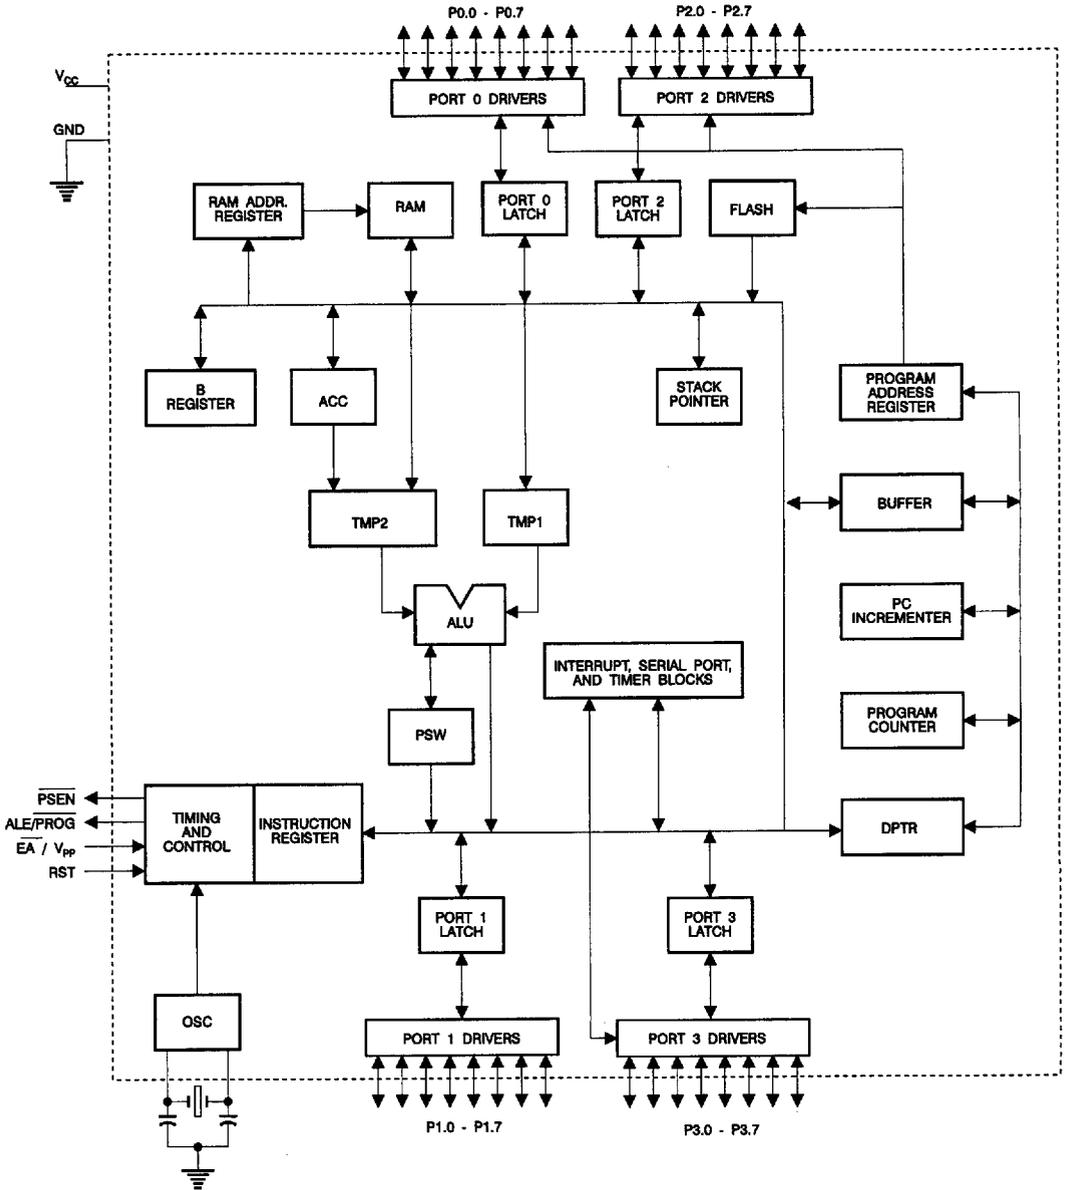 P0.0 - P0.7
P2.0 - P2.7
VCC
PORT 0 DRIVERS
PORT 2 DRIVERS
GND
RAM ADDR.
REGISTER
RAM
PORT 0
LATCH
PORT 2
LATCH
FLASH
B
REGISTER
ACC
STACK
POINTER
PROGRAM
ADDRESS
REGISTER
TMP2
TMP1
BUFFER
ALU
PC
INCREMENTER
INTERRUPT, SERIAL PORT,
AND TIMER BLOCKS
PSW
PROGRAM
COUNTER
PSEN
ALE/PROG
EA / VPP
RST
TIMING
AND
CONTROL
INSTRUCTION
REGISTER
DPTR
PORT 1
LATCH
PORT 3
LATCH
OSC
PORT 1 DRIVERS
PORT 3 DRIVERS
P1.0 - P1.7
P3.0 - P3.7